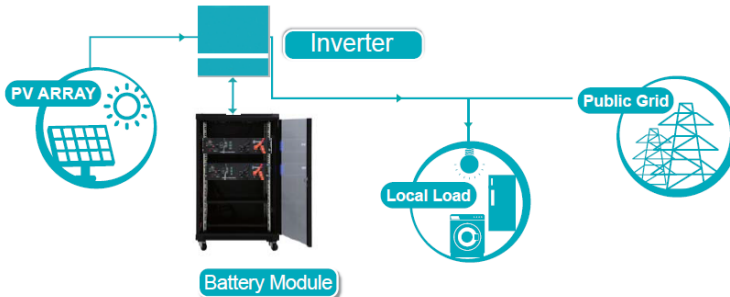 Inverter
PV ARRAY
Public Grid
Local Load
Battery Module